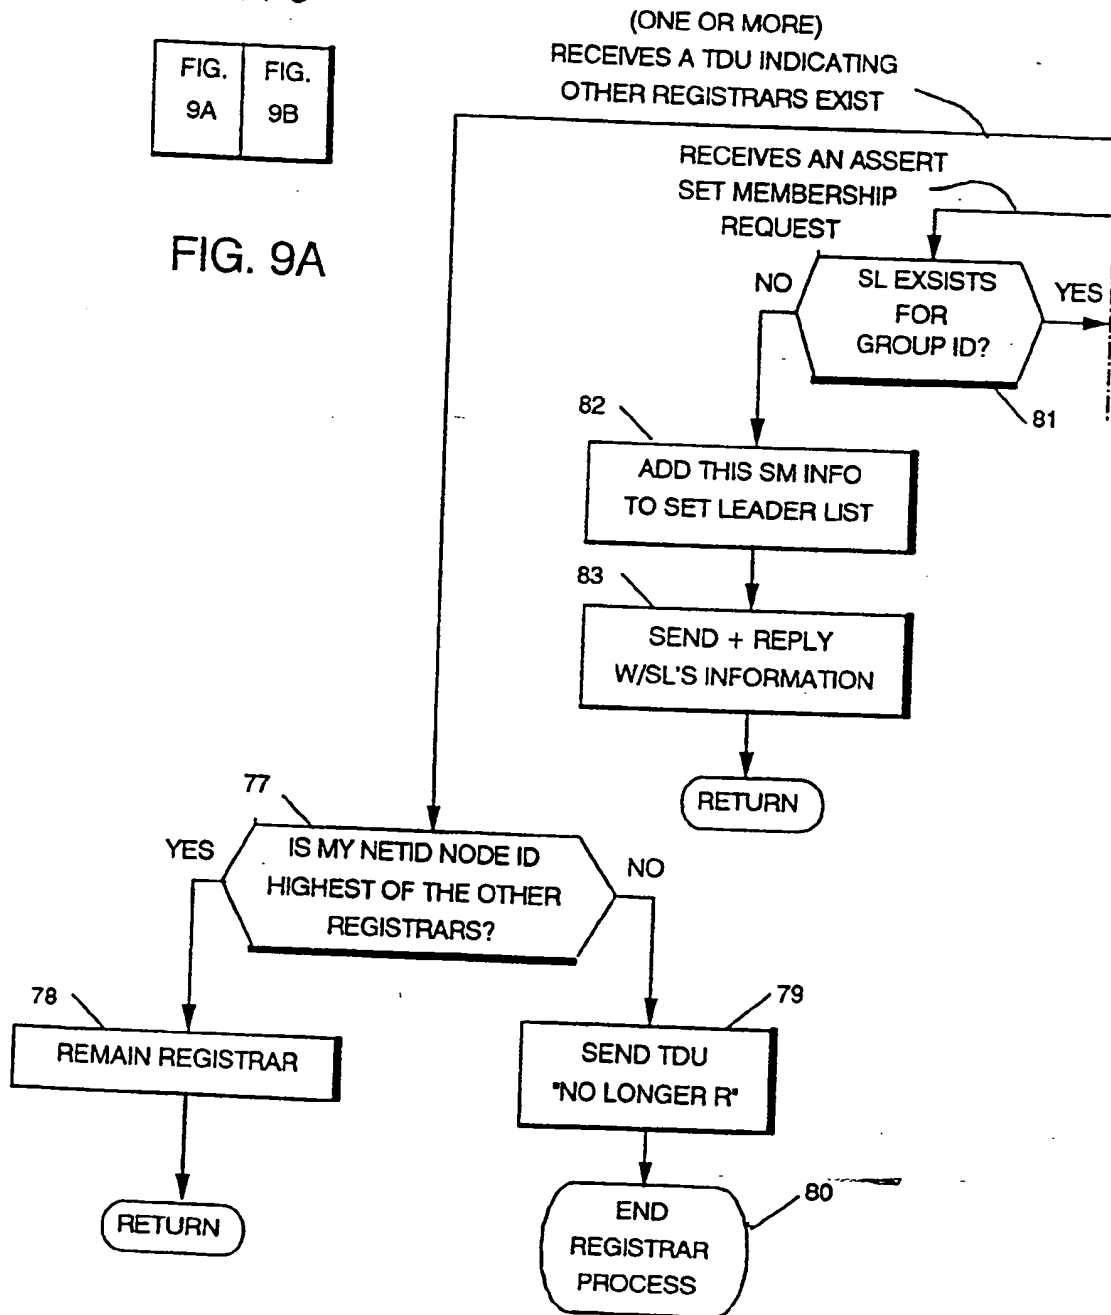 FIG. 9A
FIG. 9B
FIG. 9A
(ONE OR MORE)
RECEIVES A TDU INDICATING
OTHER REGISTRARS EXIST
RECEIVES AN ASSERT
SET MEMBERSHIP
REQUEST
NO
SL EXSISTS
FOR
GROUP ID?
YES
81
82
ADD THIS SM INFO
TO SET LEADER LIST
83
SEND + REPLY
W/SL'S INFORMATION
RETURN
77
YES
IS MY NETID NODE ID
HIGHEST OF THE OTHER
REGISTRARS?
NO
78
REMAIN REGISTRAR
RETURN
79
SEND TDU
"NO LONGER R"
80
END
REGISTRAR
PROCESS